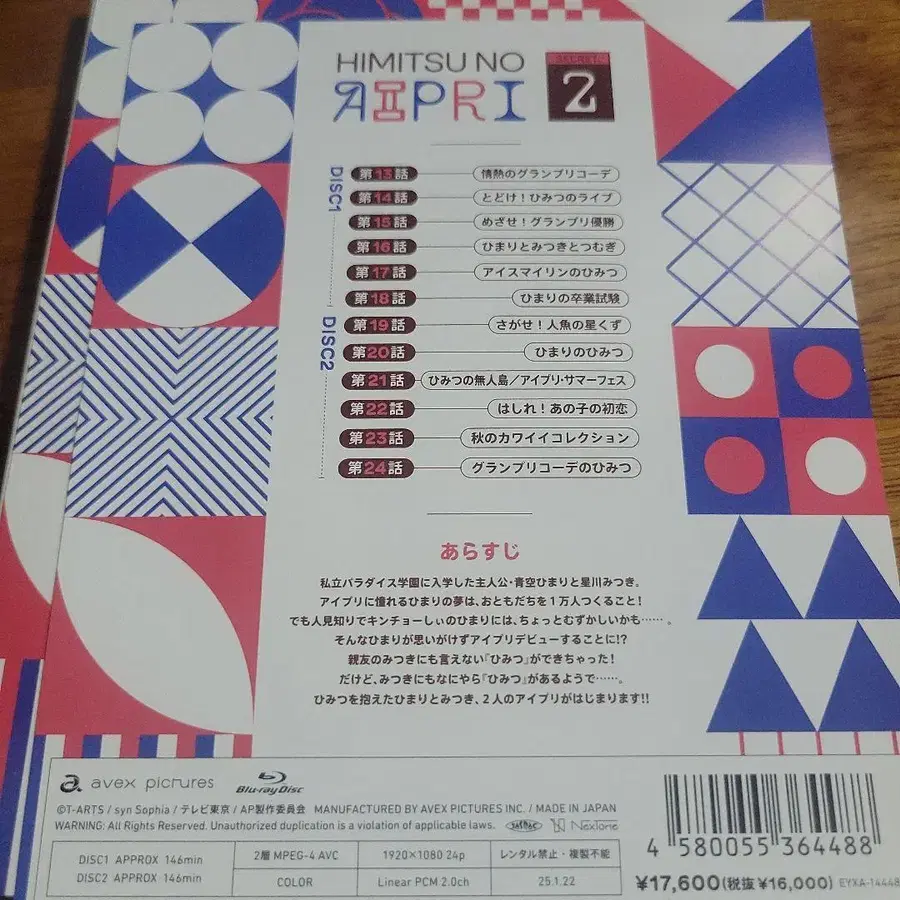 HIMITSU NO
AIPRI
SECRET
2
DISC1
第13話 情熱のグランプリコーデ
第14話 とどけ！ひみつのライブ
第15話 めざせ！グランプリ優勝
第16話 ひまりとみつきとつむぎ
第17話 アイスマイリンのひみつ
第18話 ひまりの卒業試験
DISC2
第19話 さがせ！人魚の星くず
第20話 ひまりのひみつ
第21話 ひみつの無人島／アイプリ・サマーフェス
第22話 はしれ！あの子の初恋
第23話 秋のカワイイコレクション
第24話 グランプリコーデのひみつ
あらすじ
私立パラダイス学園に入学した主人公・青空ひまりと星川みつき。
アイプリに憧れるひまりの夢は、おともだちを1万人つくること！
でも人見知りでキンチョーしぃのひまりには、ちょっとむずかしいかも……。
そんなひまりが思いがけずアイプリデビューすることに!?
親友のみつきにも言えない『ひみつ』ができちゃった！
だけど、みつきにもなにやら『ひみつ』があるようで……。
ひみつを抱えたひまりとみつき、2人のアイプリがはじまります!!
avex pictures Blu-ray Disc
©T-ARTS / syn Sophia / テレビ東京 / AP製作委員会 MANUFACTURED BY AVEX PICTURES INC. / MADE IN JAPAN
WARNING: All Rights Reserved. Unauthorized duplication is a violation of applicable laws. JASRAC NexTone
DISC1 APPROX 146min
DISC2 APPROX 146min
2層 MPEG-4 AVC
1920×1080 24p
レンタル禁止・複製不能
COLOR
Linear PCM 2.0ch
25.1.22
4 580055 364488
¥17,600(税抜 ¥16,000) EYXA-14448